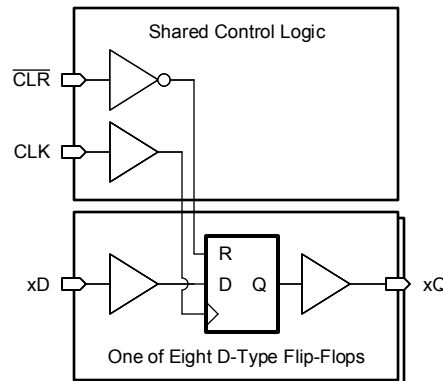 Shared Control Logic
CLR
CLK
R
xD
D
Q
xQ
One of Eight D-Type Flip-Flops